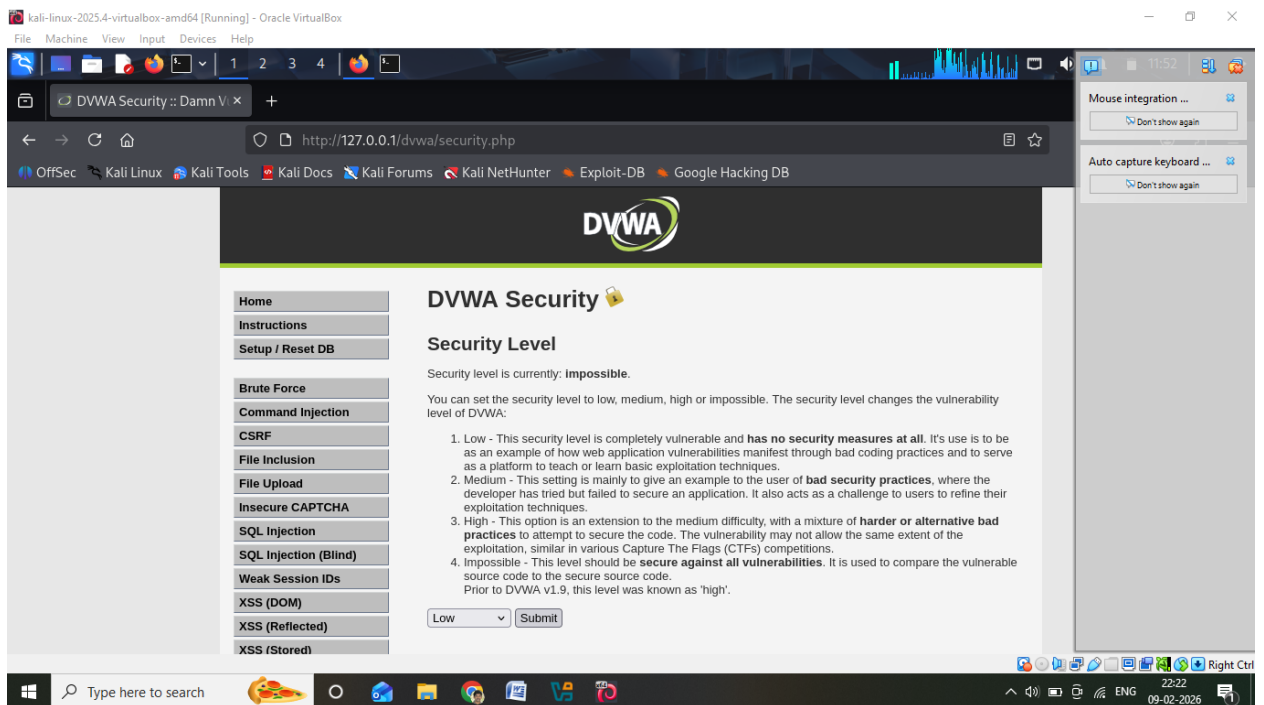 kali-linux-2025.4-virtualbox-amd64 [Running] - Oracle VirtualBox
File Machine View Input Devices Help
1 2 3 4
11:52
DVWA Security :: Damn V
http://127.0.0.1/dvwa/security.php
OffSec Kali Linux Kali Tools Kali Docs Kali Forums Kali NetHunter Exploit-DB Google Hacking DB
Mouse integration ...
Don't show again
Auto capture keyboard ...
Don't show again
DVWA
Home
Instructions
Setup / Reset DB
Brute Force
Command Injection
CSRF
File Inclusion
File Upload
Insecure CAPTCHA
SQL Injection
SQL Injection (Blind)
Weak Session IDs
XSS (DOM)
XSS (Reflected)
XSS (Stored)
DVWA Security
Security Level
Security level is currently: impossible.
You can set the security level to low, medium, high or impossible. The security level changes the vulnerability
level of DVWA:
1. Low - This security level is completely vulnerable and has no security measures at all. It's use is to be
as an example of how web application vulnerabilities manifest through bad coding practices and to serve
as a platform to teach or learn basic exploitation techniques.
2. Medium - This setting is mainly to give an example to the user of bad security practices, where the
developer has tried but failed to secure an application. It also acts as a challenge to users to refine their
exploitation techniques.
3. High - This option is an extension to the medium difficulty, with a mixture of harder or alternative bad
practices to attempt to secure the code. The vulnerability may not allow the same extent of the
exploitation, similar in various Capture The Flags (CTFs) competitions.
4. Impossible - This level should be secure against all vulnerabilities. It is used to compare the vulnerable
source code to the secure source code.
Prior to DVWA v1.9, this level was known as 'high'.
Low Submit
Right Ctrl
Type here to search
ENG
22:22
09-02-2026